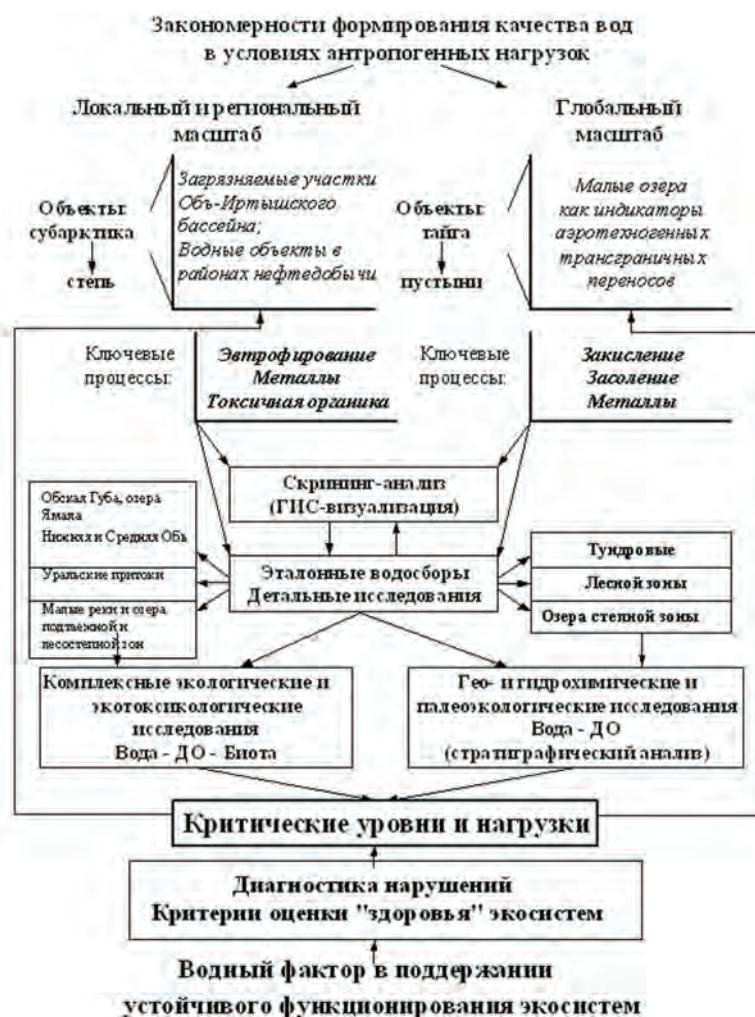 Закономерности формирования качества вод
в условиях антропогенных нагрузок
Локальный и региональный
масштаб
Глобальный
масштаб
Объекты:
субарктика
степь
Загрязняемые участки
Объ-Иртышского
бассейна;
Водные объекты в
районах нефтедобычи
Объекты:
тайга
пустыни
Малые озера
как индикаторы
аэротехногенных
трансграничных
переносов
Ключевые
процессы:
Эвтрофирование
Металлы
Токсичная органика
Ключевые
процессы:
Закисление
Засоление
Металлы
Скрининг-анализ
(ГИС-визуализация)
Обская Губа, озера
Ямала
Нижняя и Средняя Обь
Уральские притоки
Малые реки и озера
подтаежной и
лесостепной зон
Эталонные водосборы
Детальные исследования
Тундровые
Лесной зоны
Озера степной зоны
Комплексные экологические и
экотоксикологические
исследования
Вода - ДО - Биота
Гео- и гидрохимические и
палеоэкологические исследования
Вода - ДО
(стратиграфический анализ)
Критические уровни и нагрузки
Диагностика нарушений
Критерии оценки "здоровья" экосистем
Водный фактор в поддержании
устойчивого функционирования экосистем